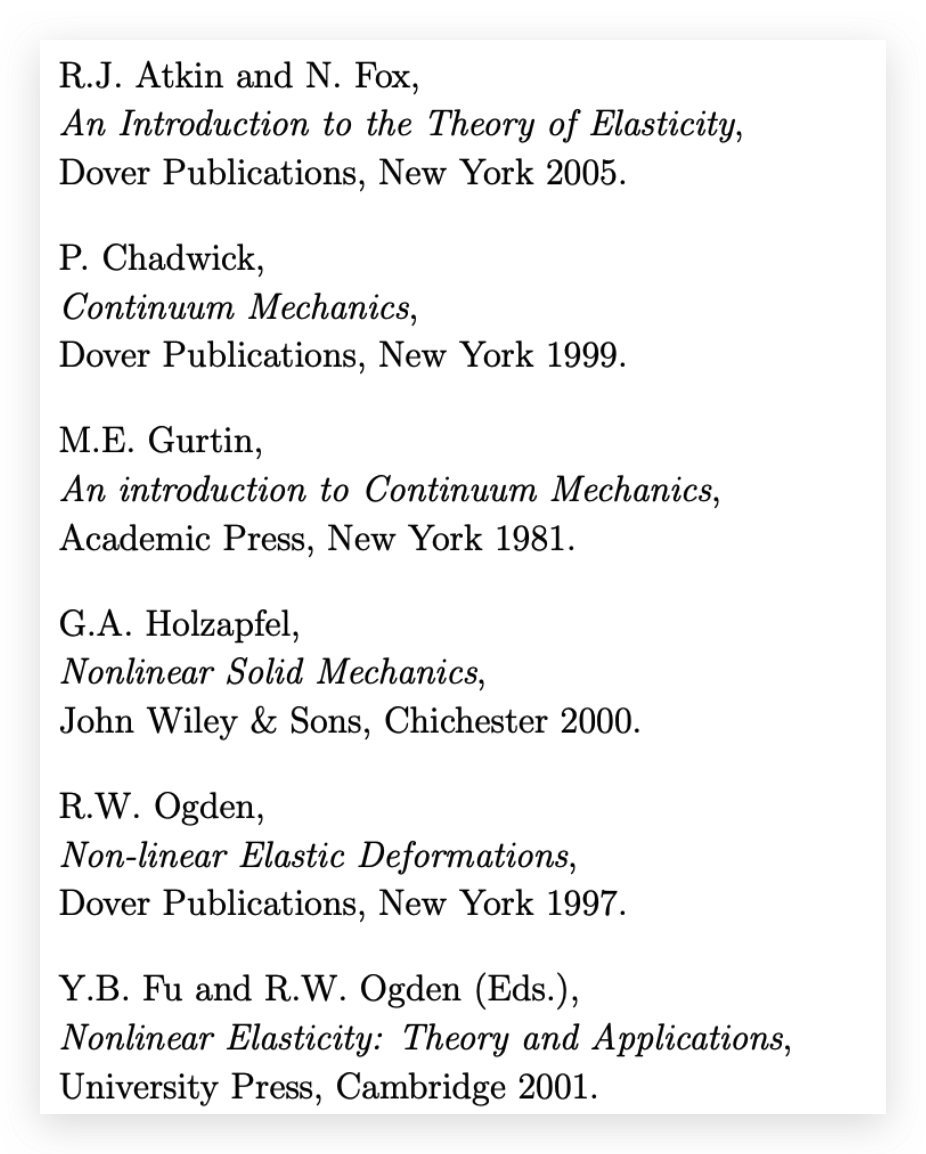 R.J. Atkin and N. Fox,
An Introduction to the Theory of Elasticity,
Dover Publications, New York 2005.
P. Chadwick,
Continuum Mechanics,
Dover Publications, New York 1999.
M.E. Gurtin,
An introduction to Continuum Mechanics,
Academic Press, New York 1981.
G.A. Holzapfel,
Nonlinear Solid Mechanics,
John Wiley & Sons, Chichester 2000.
R.W. Ogden,
Non-linear Elastic Deformations,
Dover Publications, New York 1997.
Y.B. Fu and R.W. Ogden (Eds.),
Nonlinear Elasticity: Theory and Applications,
University Press, Cambridge 2001.